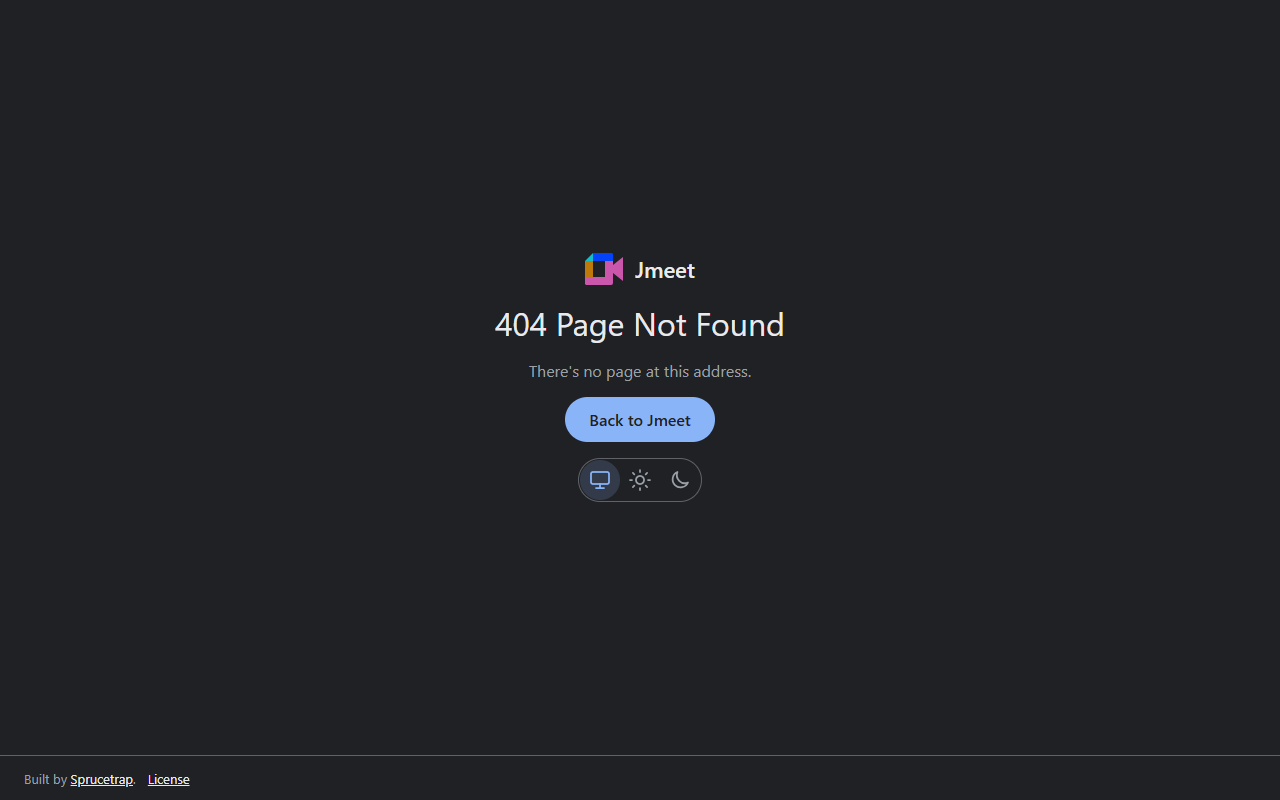 Jmeet
404 Page Not Found
There's no page at this address.
Back to Jmeet
Built by Sprucetrap. License